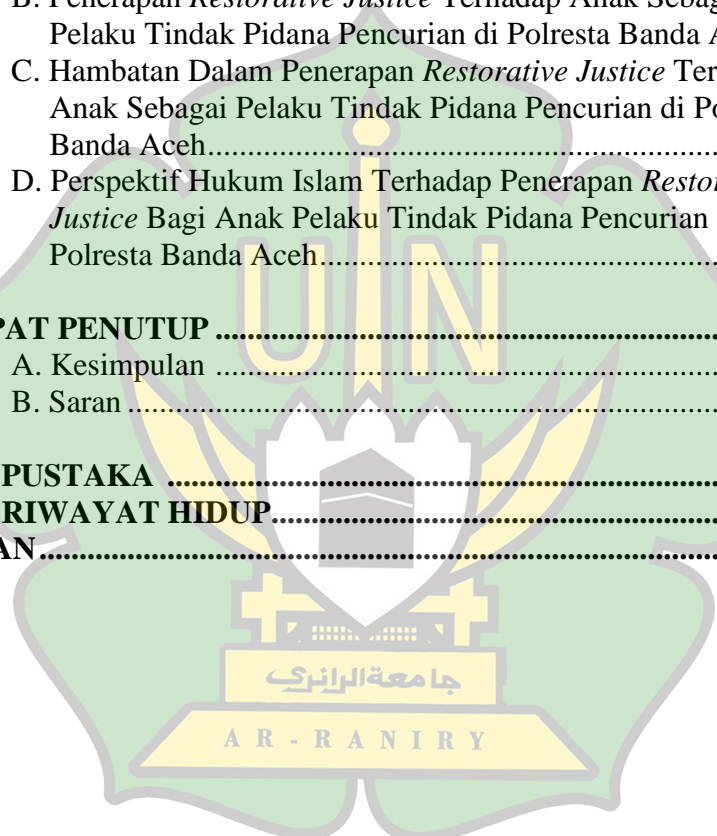 B. Penerapan Restorative Justice Terhadap Anak Sebag
Pelaku Tindak Pidana Pencurian di Polresta Banda A
C. Hambatan Dalam Penerapan Restorative Justice Ter
Anak Sebagai Pelaku Tindak Pidana Pencurian di Po
Banda Aceh................................................................
D. Perspektif Hukum Islam Terhadap Penerapan Restor
Justice Bagi Anak Pelaku Tindak Pidana Pencurian
Polresta Banda Aceh................................................................
PAT PENUTUP ................................................................
A. Kesimpulan ................................................................
B. Saran ................................................................
PUSTAKA ................................................................
RIWAYAT HIDUP................................................................
AN................................................................
UIN
جامعة الرانري
AR-RANIRY